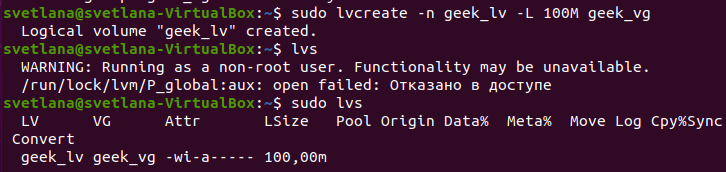 svetlana@svetlana-VirtualBox:~$ sudo lvcreate -n geek_lv -L 100M geek_vg
  Logical volume "geek_lv" created.
svetlana@svetlana-VirtualBox:~$ lvs
  WARNING: Running as a non-root user. Functionality may be unavailable.
  /run/lock/lvm/P_global:aux: open failed: Отказано в доступе
svetlana@svetlana-VirtualBox:~$ sudo lvs
  LV      VG      Attr       LSize   Pool Origin Data%  Meta%  Move Log Cpy%Sync
 Convert
  geek_lv geek_vg -wi-a----- 100,00m